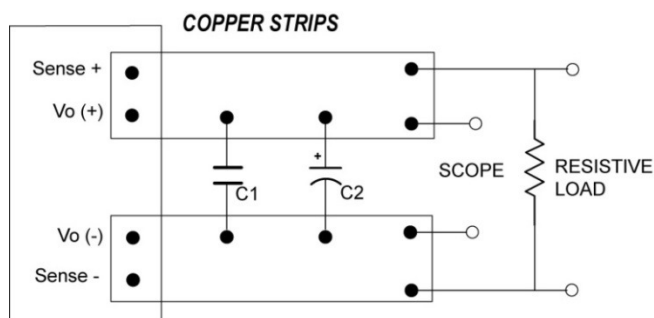 COPPER STRIPS
Sense +
Vo (+)
+
C1
C2
SCOPE
RESISTIVE
LOAD
Vo (-)
Sense -